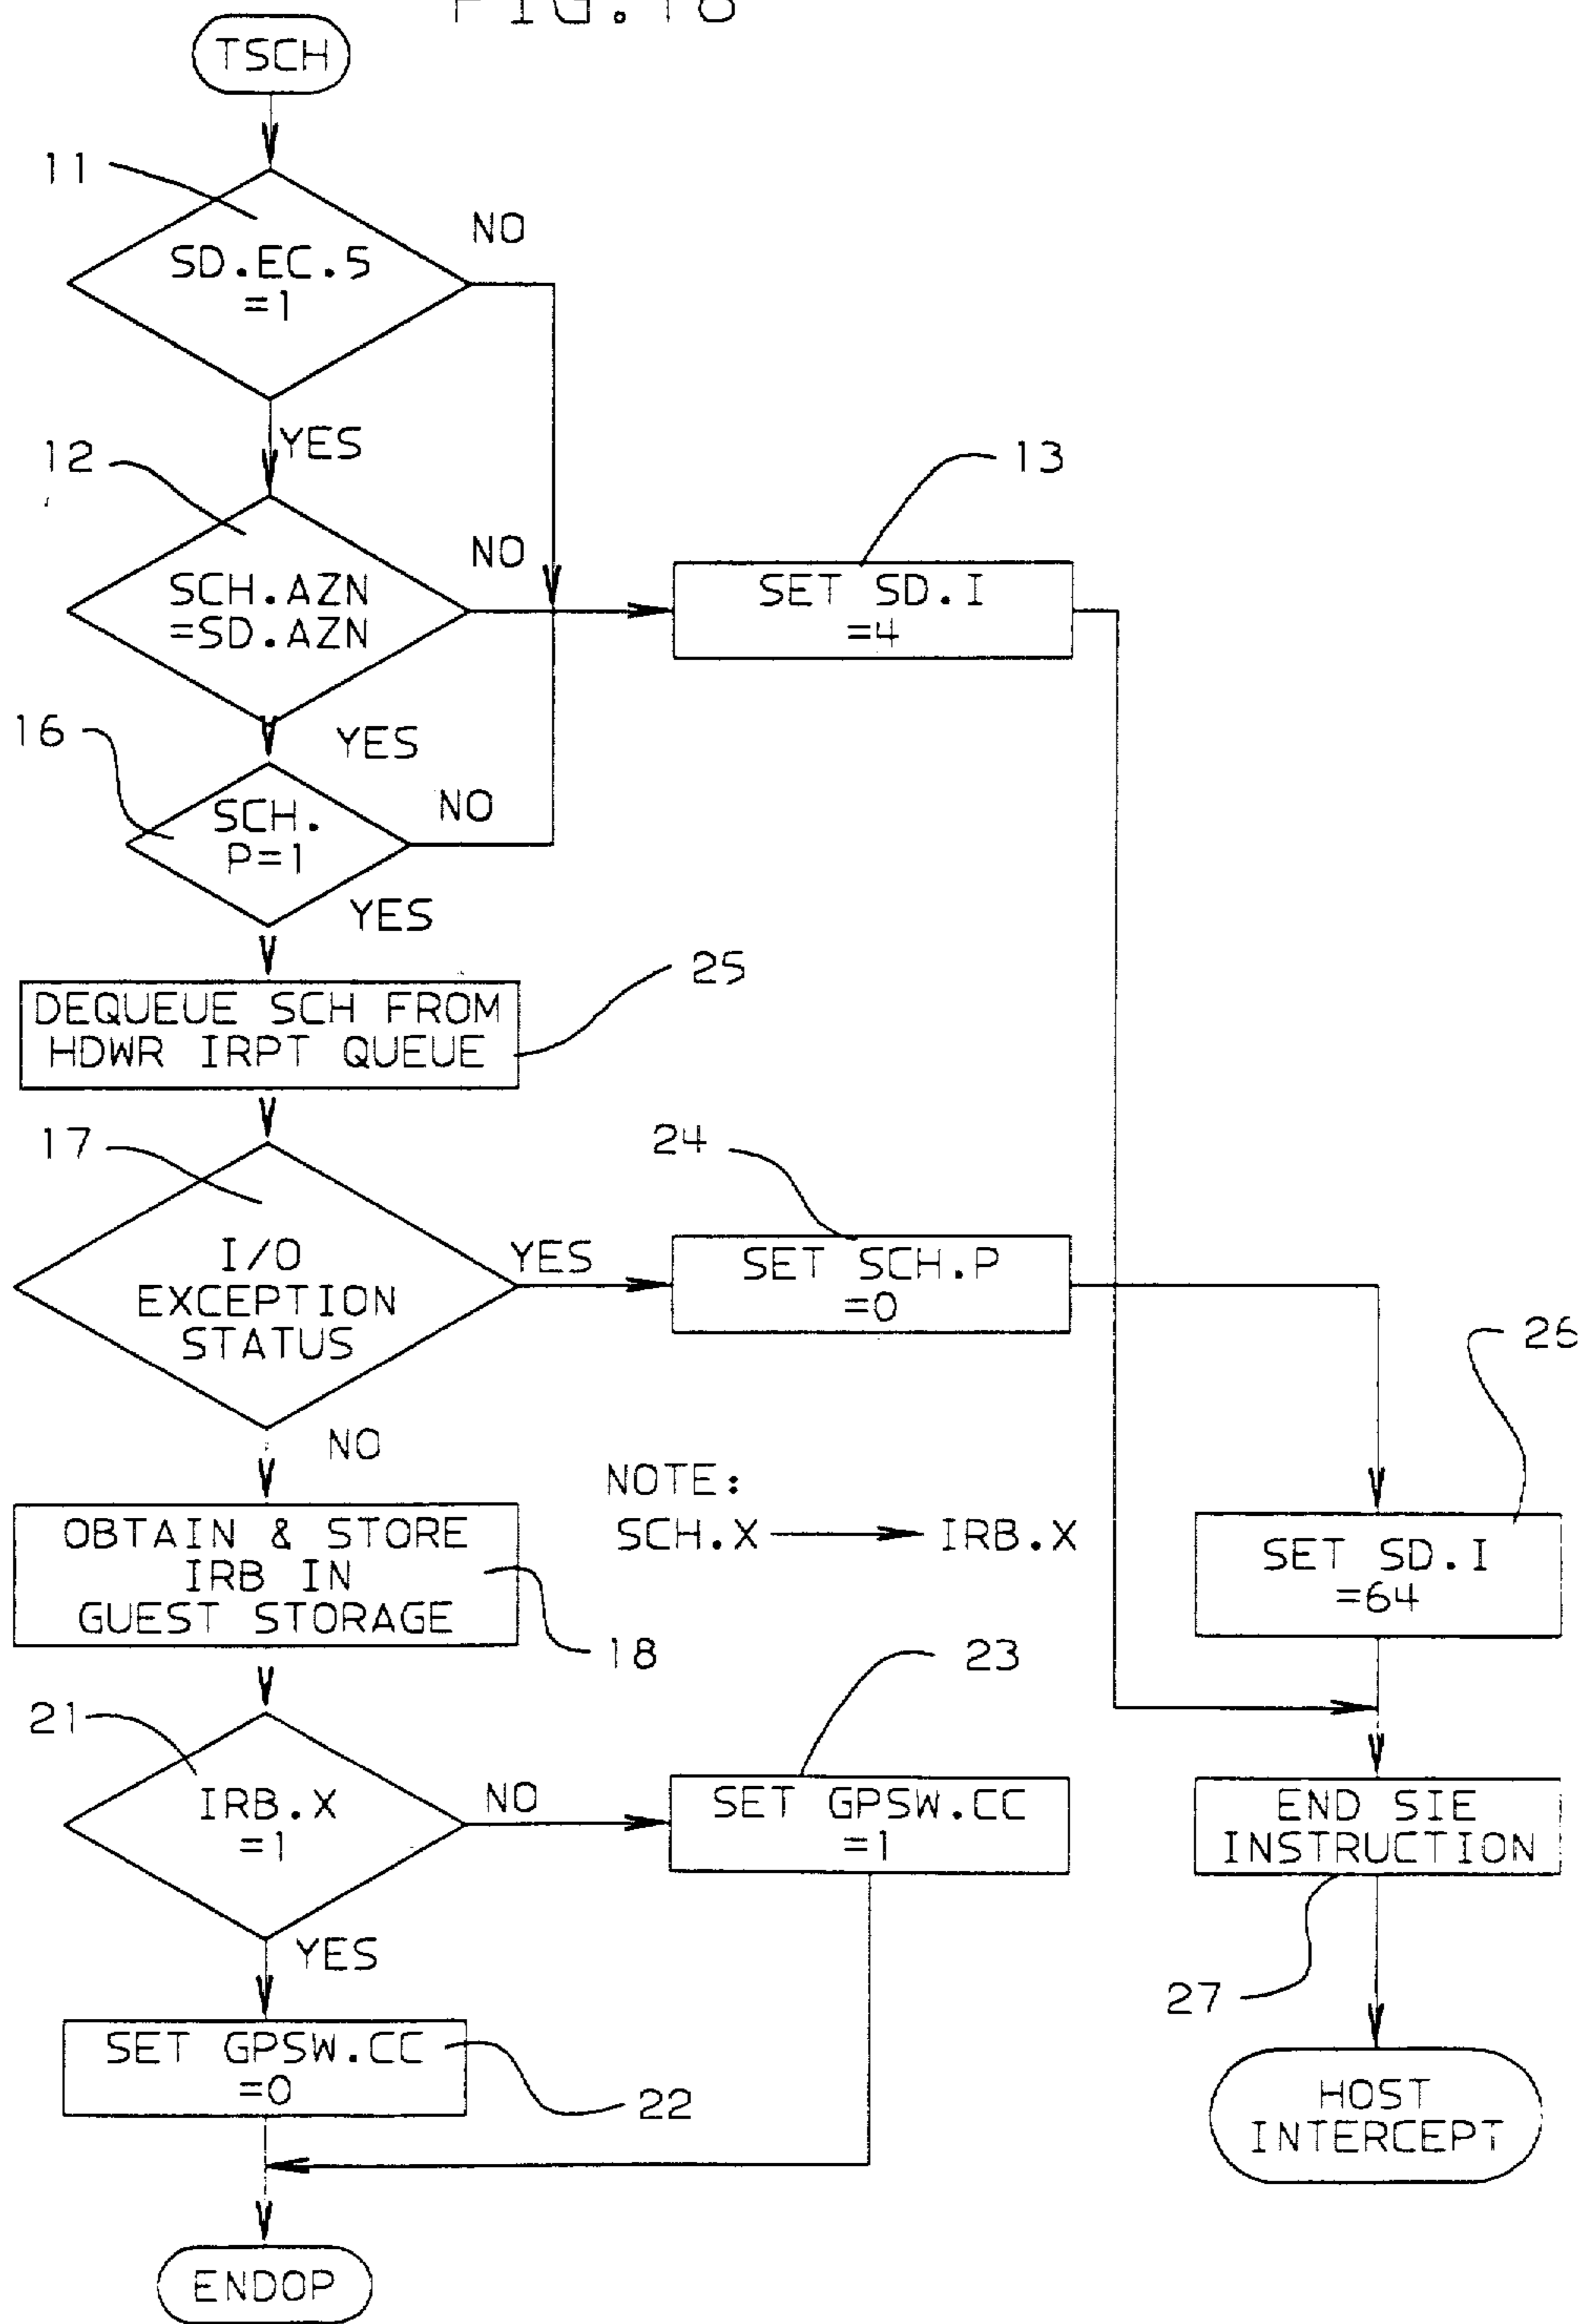 FIG.18
TSCH
11
SD.EC.5
=1
NO
YES
12
SCH.AZN
=SD.AZN
NO
13
SET SD.I
=4
YES
16
SCH.
P=1
NO
YES
DEQUEUE SCH FROM
HDWR IRPT QUEUE
25
17
I/O
EXCEPTION
STATUS
YES
24
SET SCH.P
=0
26
NO
NOTE:
SCH.X → IRB.X
OBTAIN & STORE
IRB IN
GUEST STORAGE
18
SET SD.I
=64
21
IRB.X
=1
NO
23
SET GPSW.CC
=1
END SIE
INSTRUCTION
27
YES
SET GPSW.CC
=0
22
HOST
INTERCEPT
ENDOP